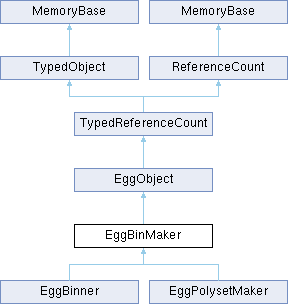 MemoryBase MemoryBase
TypedObject ReferenceCount
TypedReferenceCount
EggObject
EggBinMaker
EggBinner EggPolysetMaker